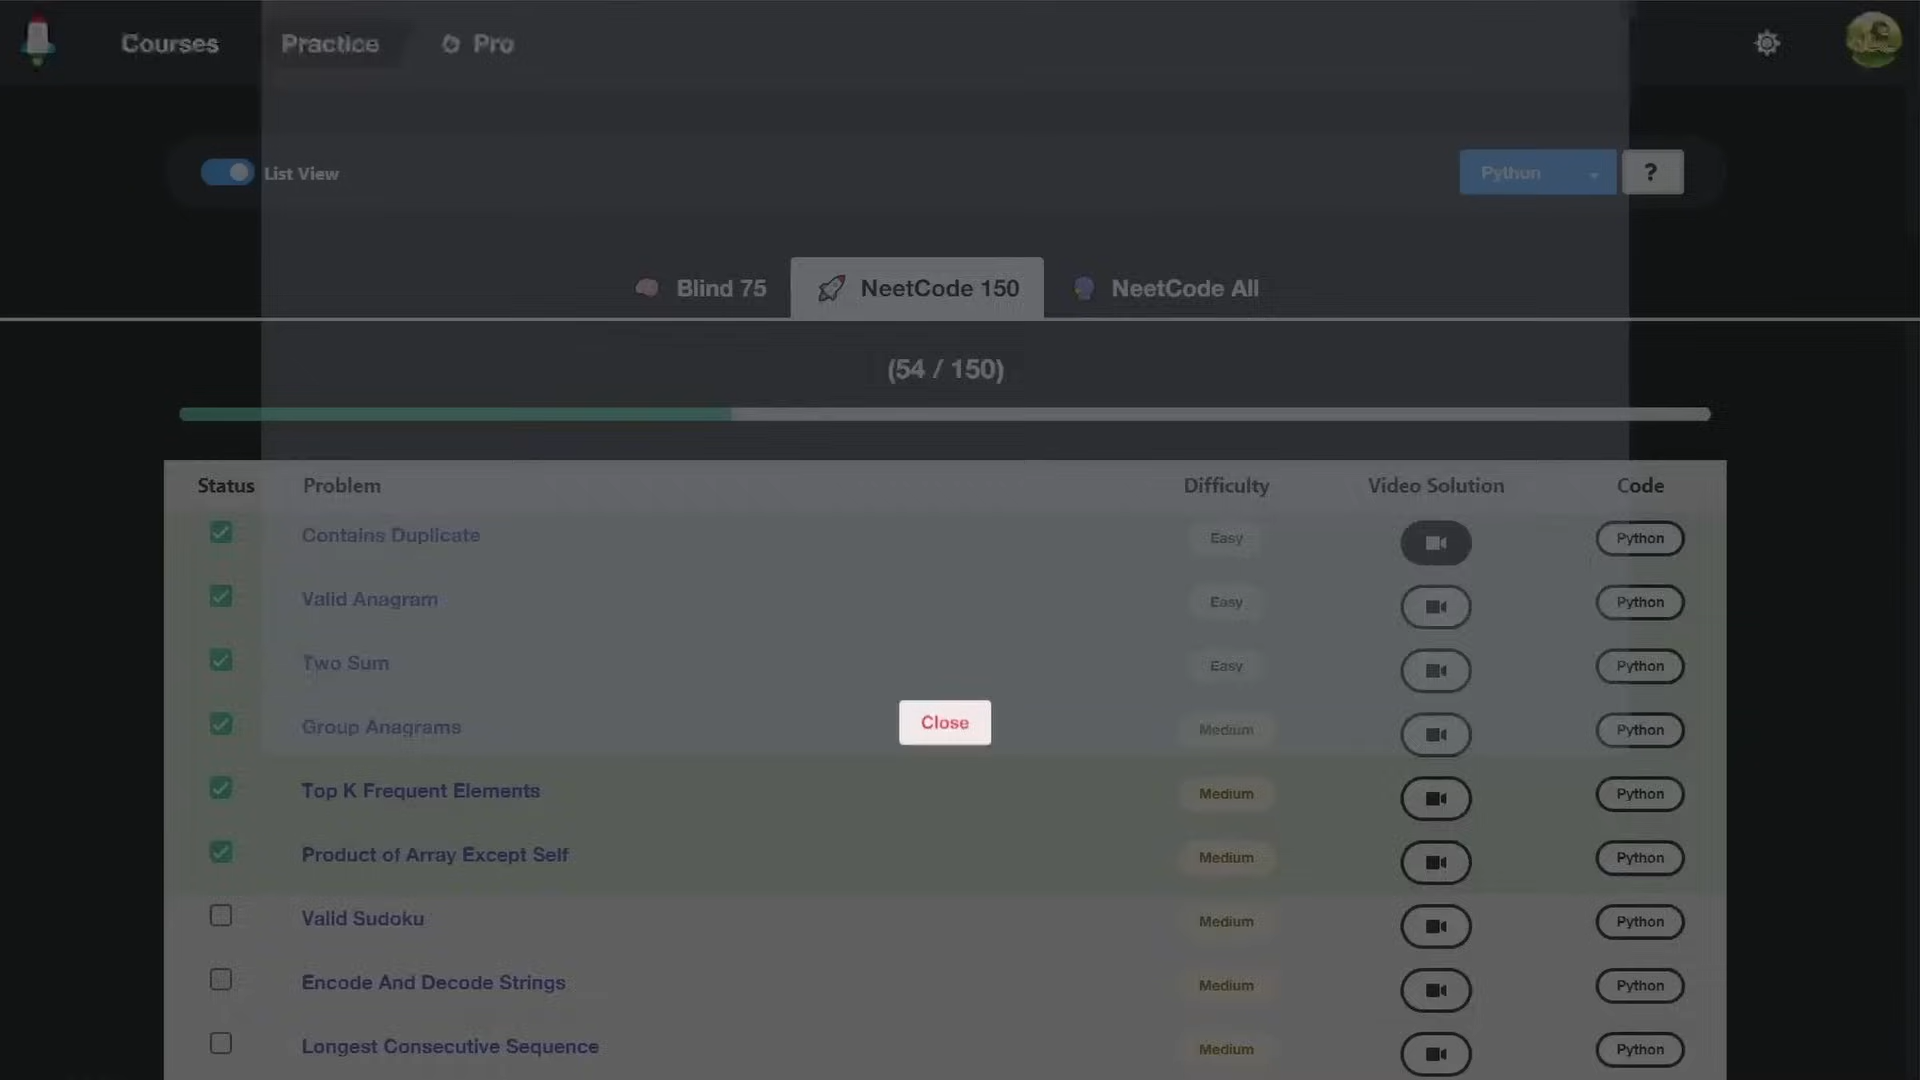 Courses Practice Pro
List View Python ?
Blind 75 NeetCode 150 NeetCode All
(54 / 150)
Status Problem Difficulty Video Solution Code
Contains Duplicate Easy Python
Valid Anagram Easy Python
Two Sum Easy Python
Group Anagrams Medium Python
Close
Top K Frequent Elements Medium Python
Product of Array Except Self Medium Python
Valid Sudoku Medium Python
Encode And Decode Strings Medium Python
Longest Consecutive Sequence Medium Python